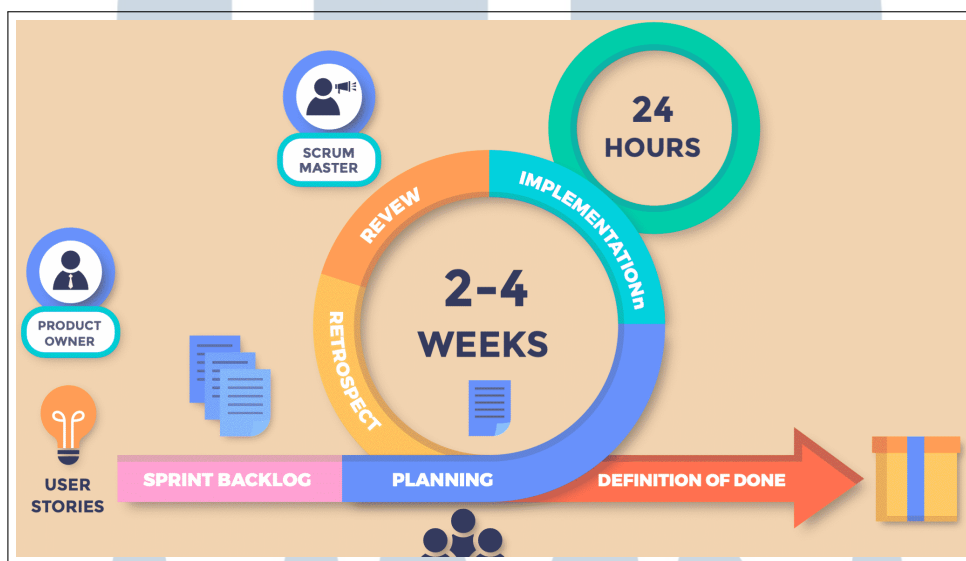 24
HOURS
SCRUM
MASTER
REVEW
IMPLEMENTATIONn
PRODUCT
OWNER
2-4
WEEKS
RETROSPECT
USER
STORIES
SPRINT BACKLOG
PLANNING
DEFINITION OF DONE